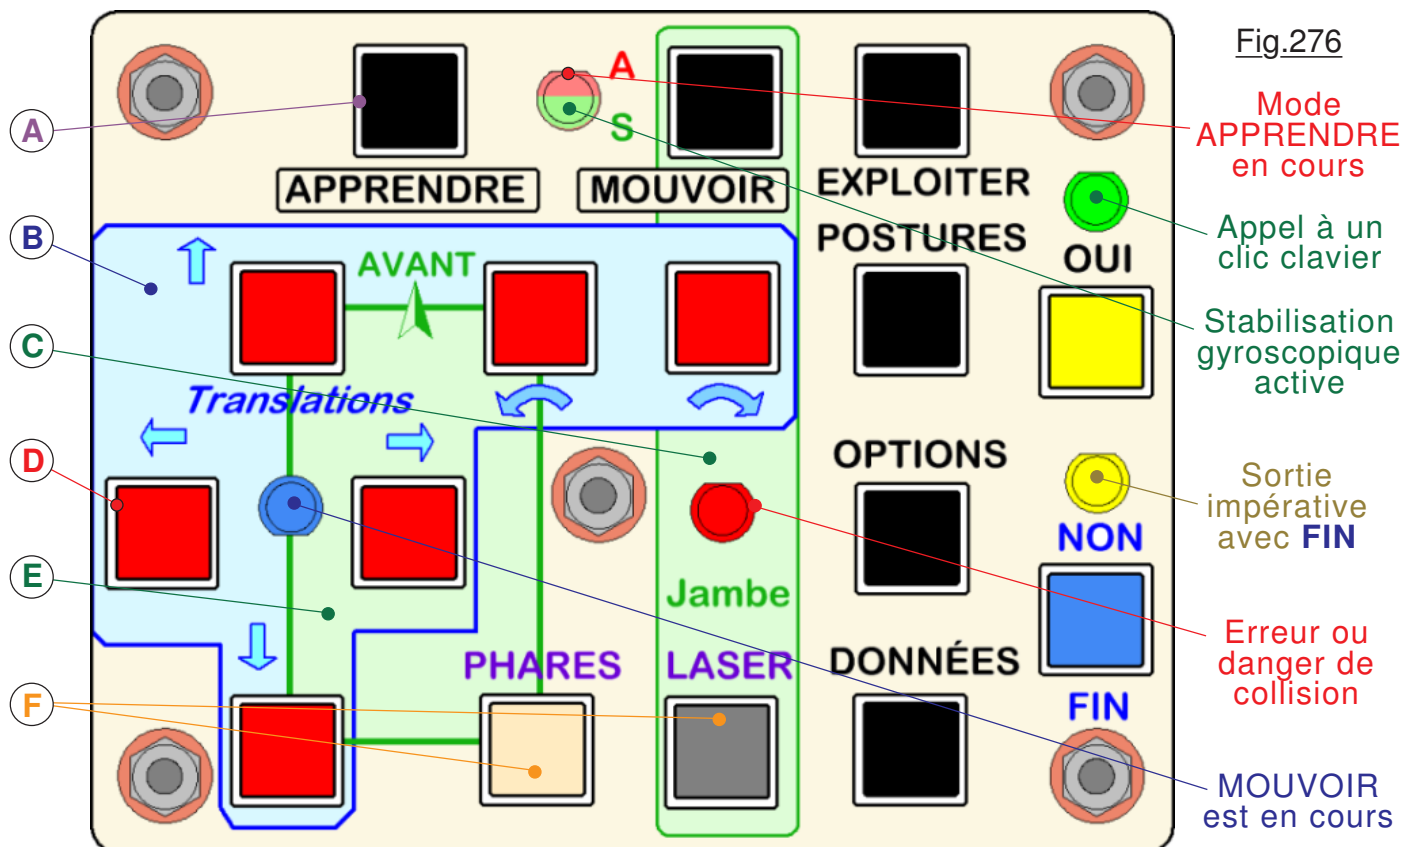 Fig.276
A
S
APPRENDRE
MOUVOIR
EXPLOITER
POSTURES
OUI
AVANT
Translations
OPTIONS
NON
Jambe
PHARES
LASER
DONNÉES
FIN
A
B
C
D
E
F
Mode
APPRENDRE
en cours
Appel à un
clic clavier
Stabilisation
gyroscopique
active
Sortie
impérative
avec FIN
Erreur ou
danger de
collision
MOUVOIR
est en cours